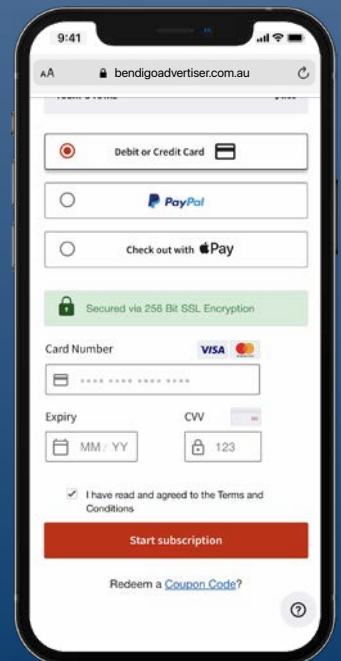 9:41
AA bendigoadvertiser.com.au
Debit or Credit Card
PayPal
Check out with Pay
Secured via 256 Bit SSL Encryption
Card Number VISA
Expiry CVV
MM / YY 123
I have read and agreed to the Terms and
Conditions
Start subscription
Redeem a Coupon Code?
?